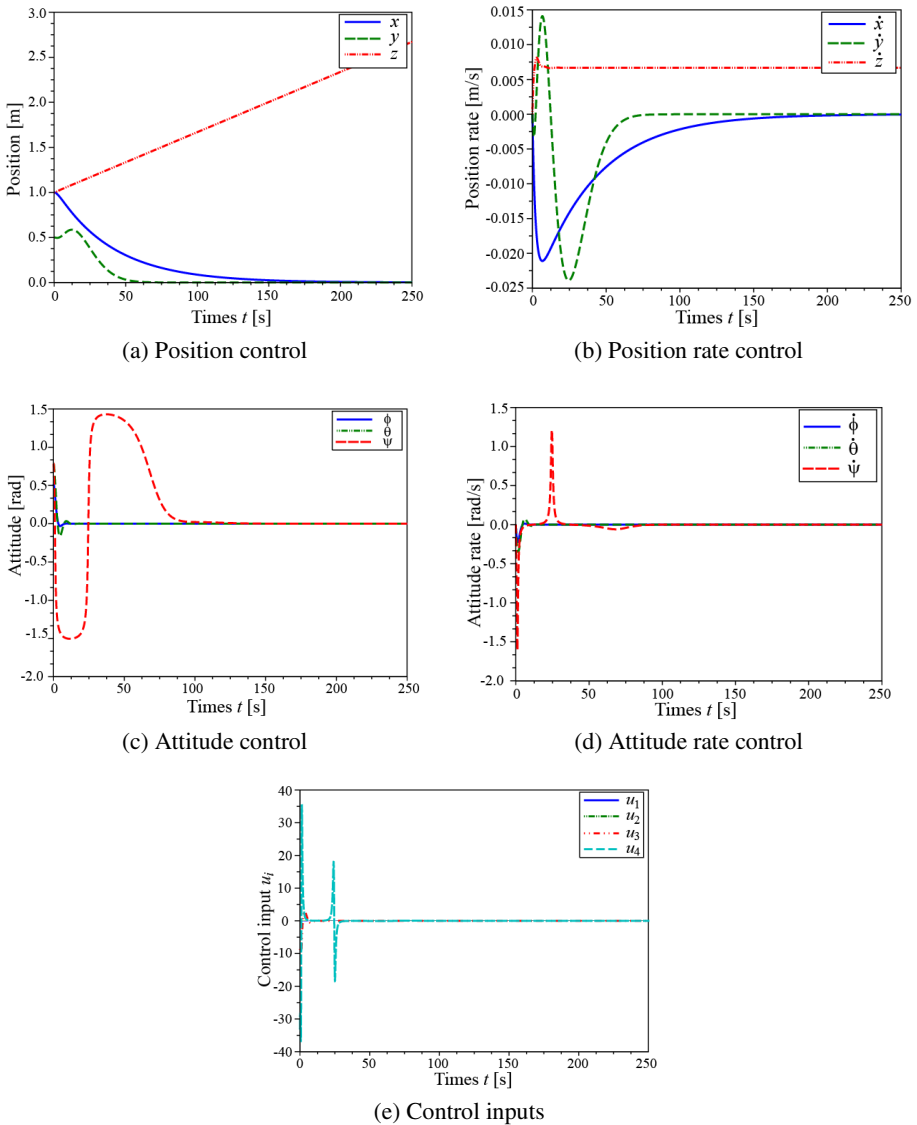 3.0
2.5
2.0
1.5
1.0
0.5
0.0
Position [m]
x
y
z
0 50 100 150 200 250
Times t [s]
(a) Position control
0.015
0.010
0.005
0.000
-0.005
-0.010
-0.015
-0.020
-0.025
Position rate [m/s]
ẋ
ẏ
ż
0 50 100 150 200 250
Times t [s]
(b) Position rate control
1.5
1.0
0.5
0.0
-0.5
-1.0
-1.5
-2.0
Attitude [rad]
ϕ
θ
ψ
0 50 100 150 200 250
Times t [s]
(c) Attitude control
1.5
1.0
0.5
0.0
-0.5
-1.0
-1.5
-2.0
Attitude rate [rad/s]
ϕ̇
θ̇
ψ̇
0 50 100 150 200 250
Times t [s]
(d) Attitude rate control
40
30
20
10
0
-10
-20
-30
-40
Control input uᵢ
u₁
u₂
u₃
u₄
0 50 100 150 200 250
Times t [s]
(e) Control inputs